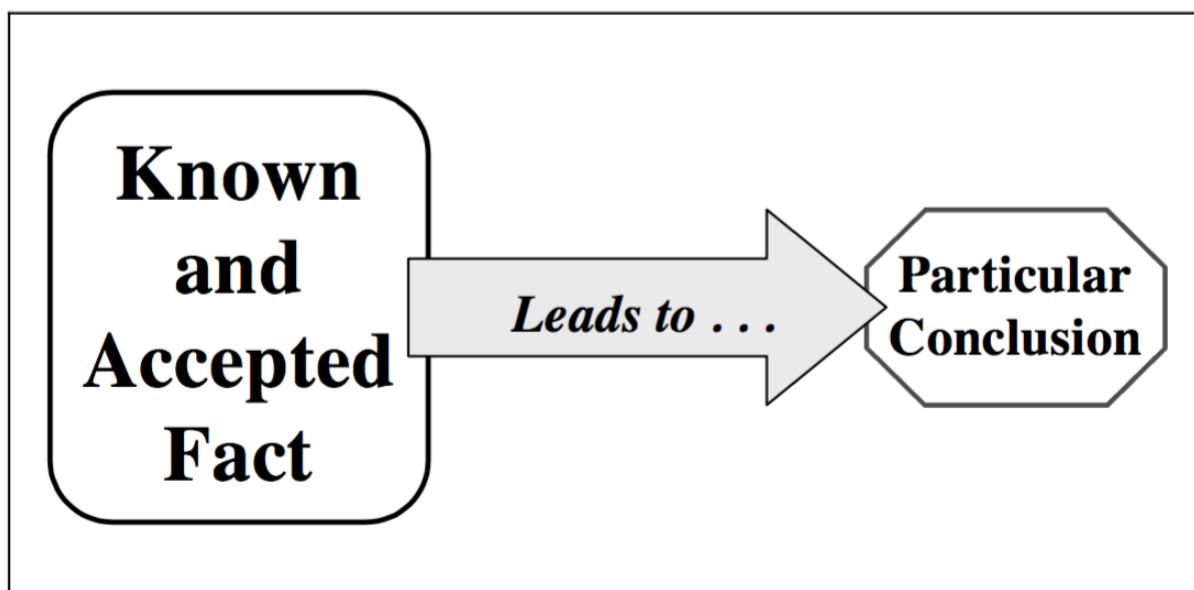 Known
and
Accepted
Fact
Leads to . . .
Particular
Conclusion